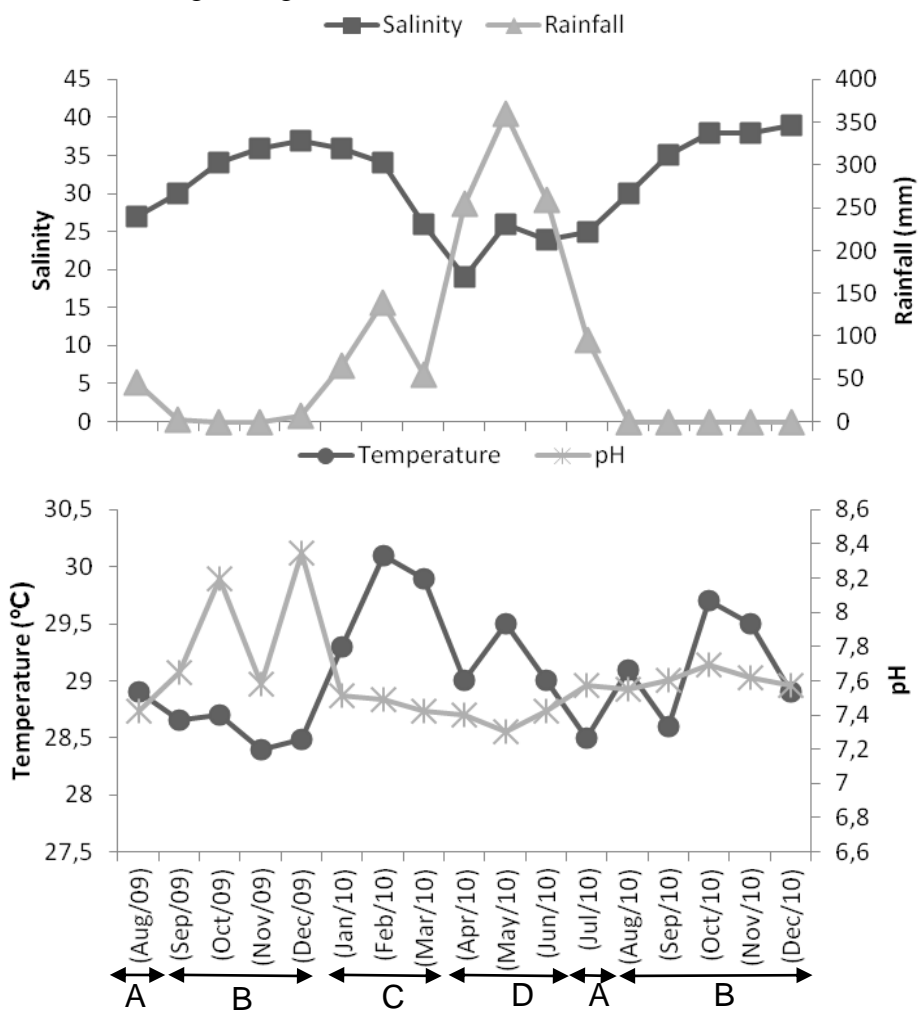 Salinity Rainfall
45 400
40 350
35 300
30 250
25 200
20 150
15 100
10 50
5 0
0
Salinity
Rainfall (mm)
Temperature pH
30,5 8,6
30 8,4
29,5 8,2
29 8
28,5 7,8
28 7,6
27,5 7,4
7,2
7
6,8
6,6
Temperature (°C)
pH
(Aug/09)
(Sep/09)
(Oct/09)
(Nov/09)
(Dec/09)
(Jan/10)
(Feb/10)
(Mar/10)
(Apr/10)
(May/10)
(Jun/10)
(Jul/10)
(Aug/10)
(Sep/10)
(Oct/10)
(Nov/10)
(Dec/10)
A B C D A B